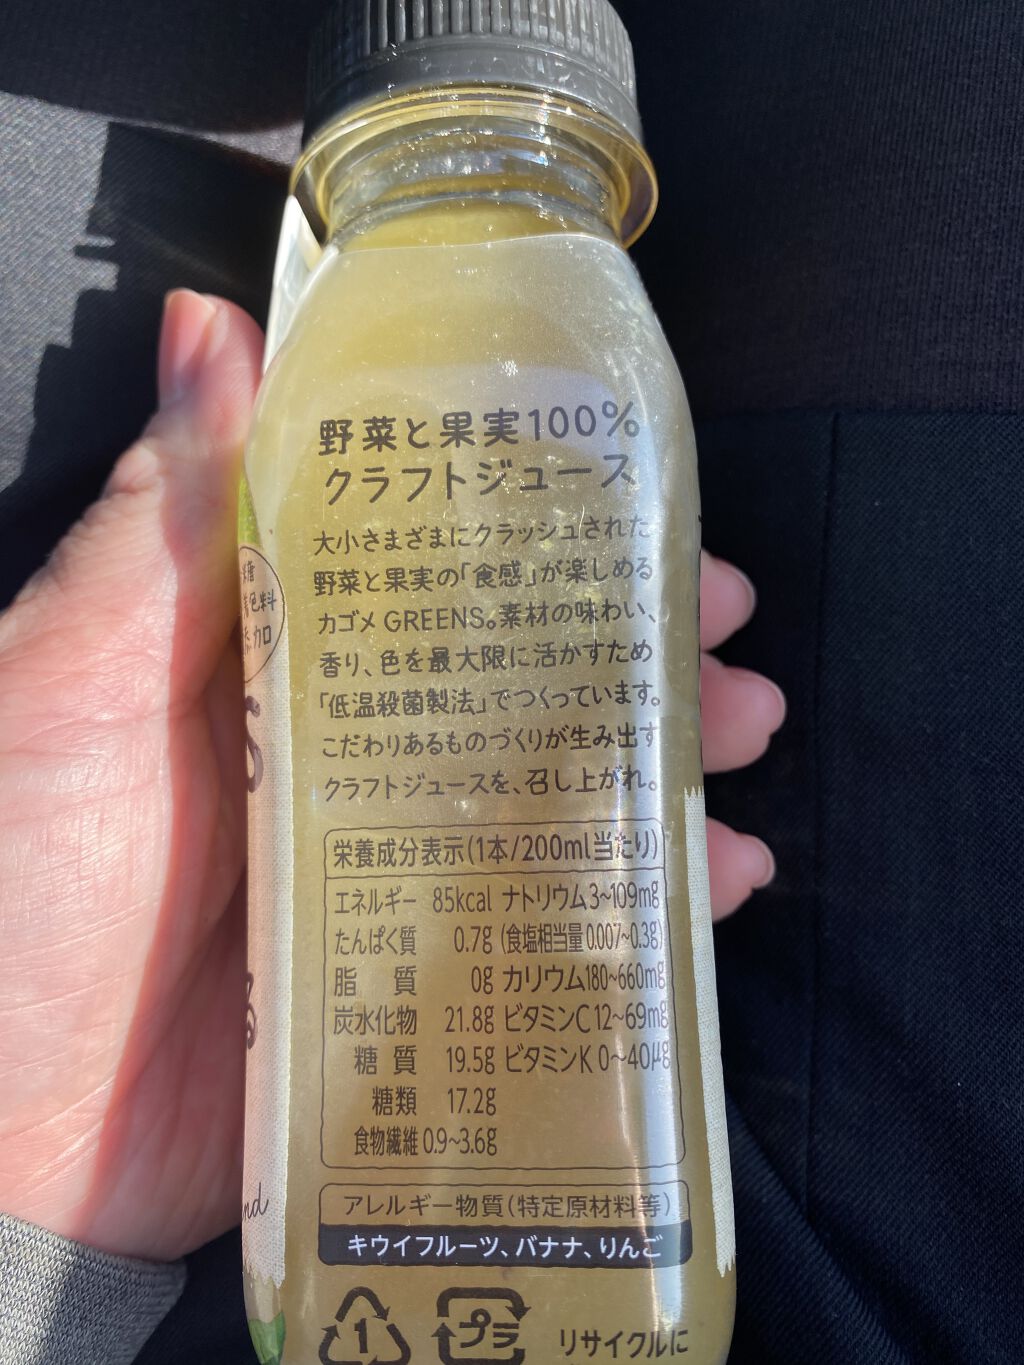 野菜と果実100%
クラフトジュース
大小さまざまにクラッシュされた
野菜と果実の「食感」が楽しめる
カゴメ GREENS。素材の味わい、
香り、色を最大限に活かすため
「低温殺菌製法」でつくっています。
こだわりあるものづくりが生み出す
クラフトジュースを、召し上がれ。
栄養成分表示(1本/200ml当たり)
エネルギー 85kcal ナトリウム 3~109mg
たんぱく質 0.7g (食塩相当量 0.007~0.3g)
脂質 0g カリウム 180~660mg
炭水化物 21.8g ビタミンC 12~69mg
糖質 19.5g ビタミンK 0~40μg
糖類 17.2g
食物繊維 0.9~3.6g
アレルギー物質(特定原材料等)
キウイフルーツ、バナナ、りんご
1 プラ リサイクルに